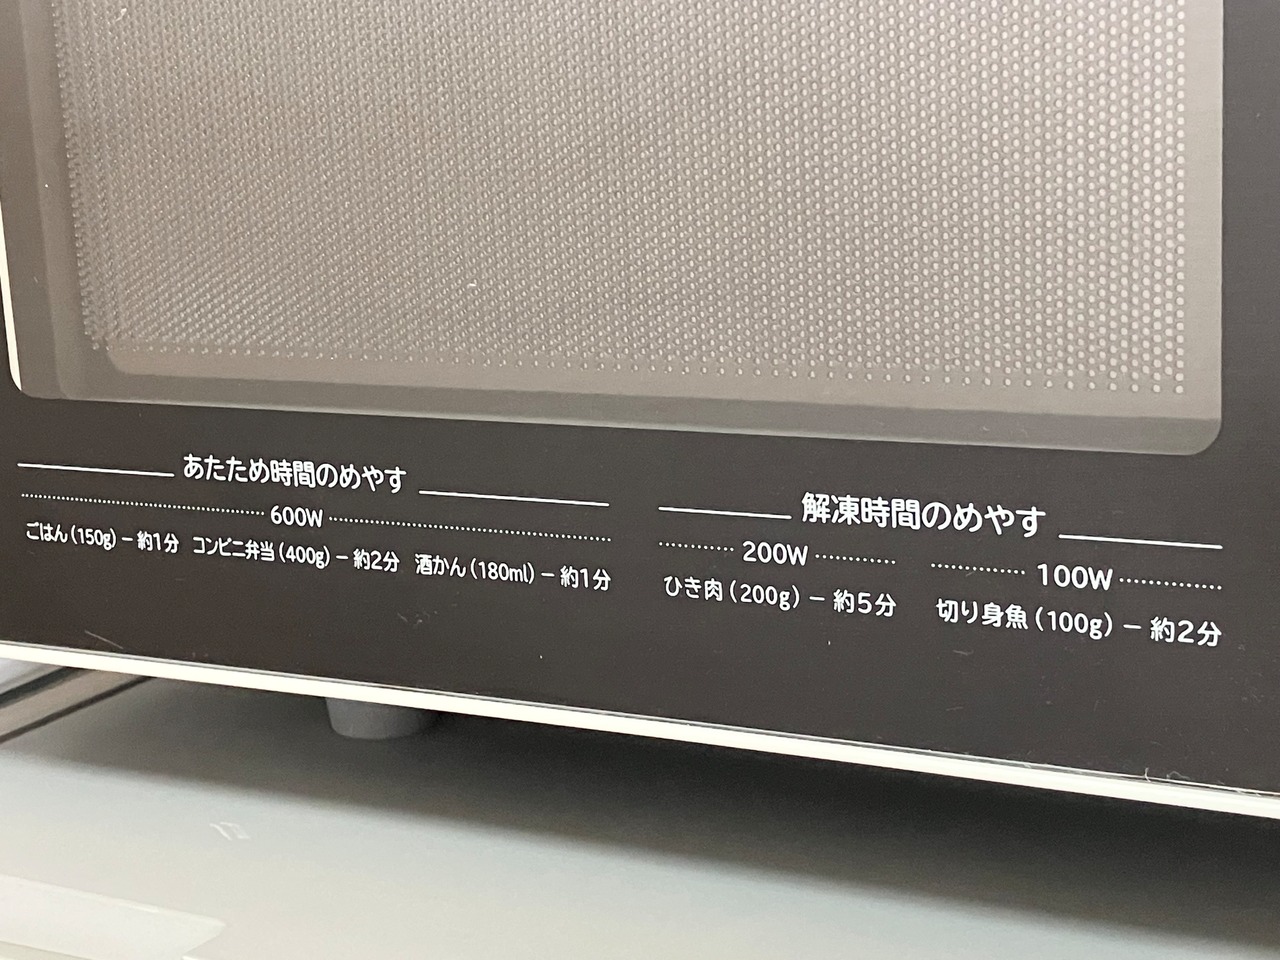 あたため時間のめやす
600W
ごはん(150g) − 約1分 コンビニ弁当(400g) − 約2分 酒かん(180ml) − 約1分
解凍時間のめやす
200W 100W
ひき肉(200g) − 約5分 切り身魚(100g) − 約2分